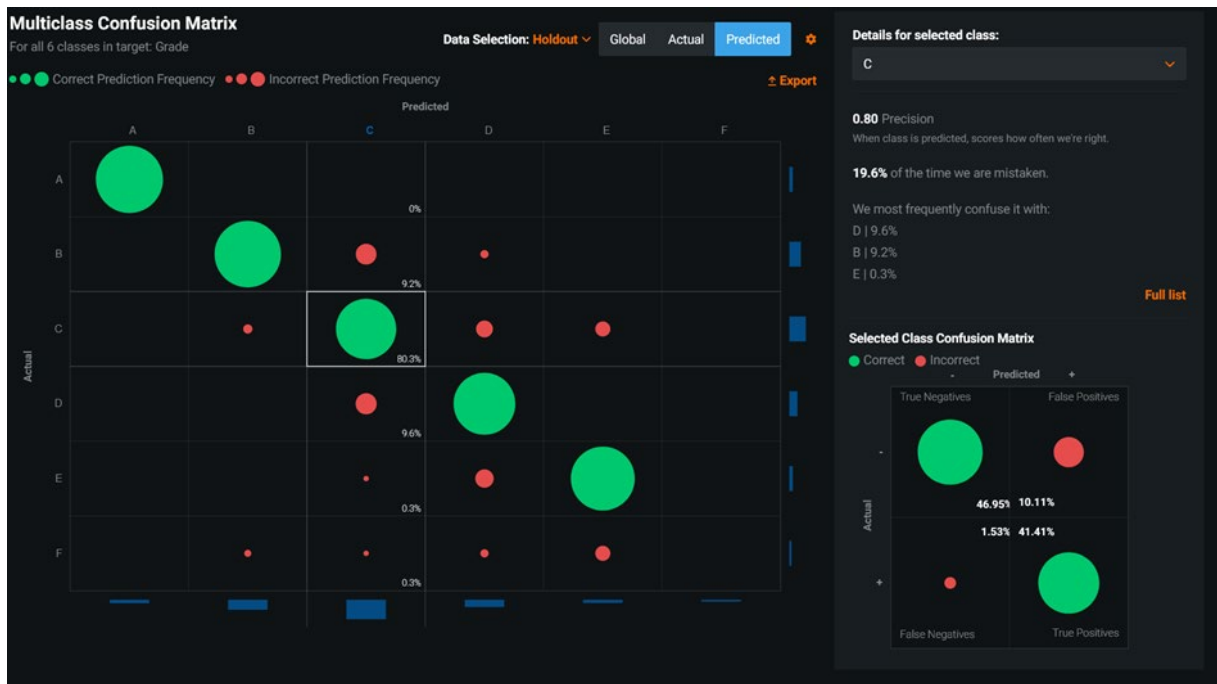 Multiclass Confusion Matrix
For all 6 classes in target: Grade
Data Selection: Holdout Global Actual Predicted
Correct Prediction Frequency Incorrect Prediction Frequency
Export
Predicted
A B C D E F
Actual
A
0%
B
9.2%
C
80.3%
D
9.6%
E
0.3%
F
0.3%
Details for selected class:
C
0.80 Precision
When class is predicted, scores how often we're right.
19.6% of the time we are mistaken.
We most frequently confuse it with:
D | 9.6%
B | 9.2%
E | 0.3%
Full list
Selected Class Confusion Matrix
Correct Incorrect
- Predicted +
True Negatives False Positives
-
46.95% 10.11%
Actual
1.53% 41.41%
+
False Negatives True Positives